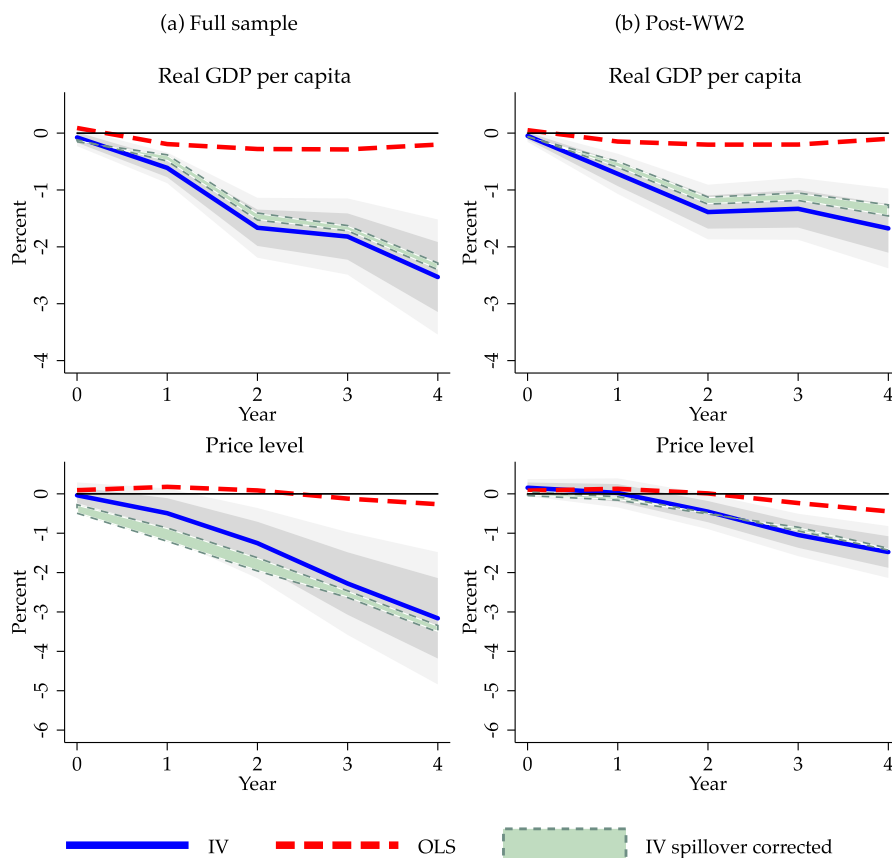 (a) Full sample
(b) Post-WW2
Real GDP per capita
Percent
0
-1
-2
-3
-4
0 1 2 3 4
Year
Real GDP per capita
Percent
0
-1
-2
-3
-4
0 1 2 3 4
Year
Price level
Percent
0
-1
-2
-3
-4
-5
-6
0 1 2 3 4
Year
Price level
Percent
0
-1
-2
-3
-4
-5
-6
0 1 2 3 4
Year
IV OLS IV spillover corrected